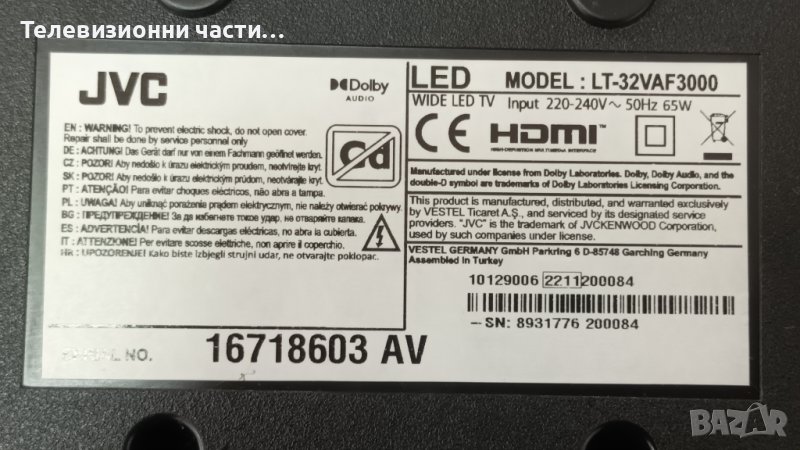 Телевизионни части...
JVC
Dolby
AUDIO
Cd
EN : WARNING! To prevent electric shock, do not open cover.
Repair shall be done by service personnel only.
DE : ACHTUNG! Das Gerät darf nur von einem Fachmann geöffnet werden.
CZ : POZOR! Aby nedošlo k úrazu elektrickým proudem, neotvírejte kryt.
SK : POZOR! Aby nedošlo k úrazu elektrickým prúdom, neotvárajte kryt.
PT : ATENÇÃO! Para evitar choques eléctricos, não abra a tampa.
PL : UWAGA! Aby uniknąć porażenia prądem elektrycznym, nie należy otwierać pokrywy.
BG : ПРЕДУПРЕЖДЕНИЕ! За да избегнете токов удар, не отваряйте капака.
ES : ADVERTENCIA! Para evitar descargas eléctricas, no abra la cubierta.
IT : ATTENZIONE! Per evitare scosse elettriche, non aprire il coperchio.
HR : UPOZORENJE! Kako biste izbjegli strujni udar, ne otvarajte poklopac.
SERIAL NO.
16718603 AV
LED MODEL : LT-32VAF3000
WIDE LED TV Input 220-240V~ 50Hz 65W
CE HDMI
HIGH-DEFINITION MULTIMEDIA INTERFACE
Manufactured under license from Dolby Laboratories. Dolby, Dolby Audio, and the
double-D symbol are trademarks of Dolby Laboratories Licensing Corporation.
This product is manufactured, distributed, and warranted exclusively
by VESTEL Ticaret A.Ş., and serviced by its designated service
providers. "JVC" is the trademark of JVCKENWOOD Corporation,
used by such companies under license.
VESTEL GERMANY GmbH Parkring 6 D-85748 Garching Germany
Assembled in Turkey
10129006 2211200084
SN: 8931776 200084
BAZAR